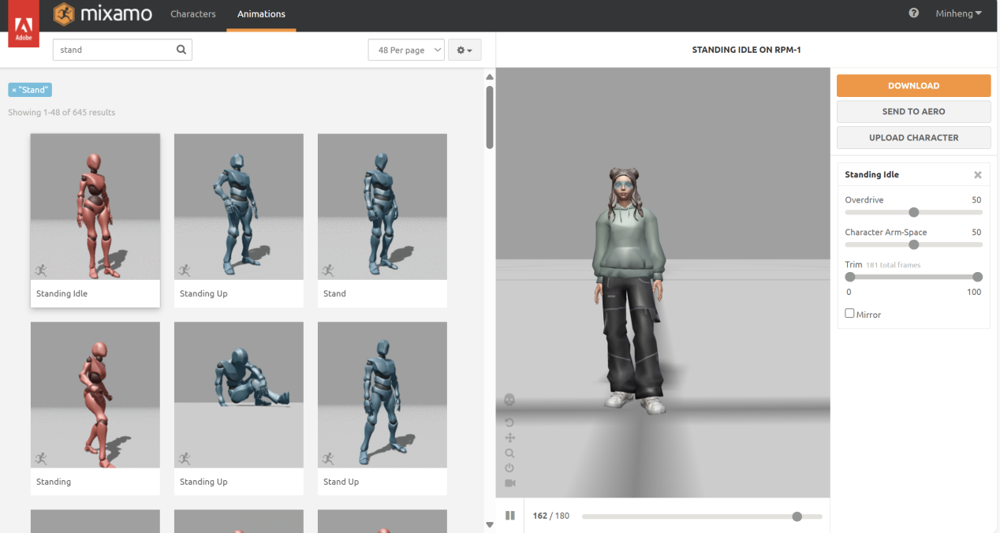 Adobe
mixamo
Characters
Animations
Minheng
stand
48 Per page
STANDING IDLE ON RPM-1
× "Stand"
Showing 1-48 of 645 results
Standing Idle
Standing Up
Stand
Standing
Standing Up
Stand Up
162 / 180
DOWNLOAD
SEND TO AERO
UPLOAD CHARACTER
Standing Idle
Overdrive 50
Character Arm-Space 50
Trim 181 total frames
0 100
Mirror